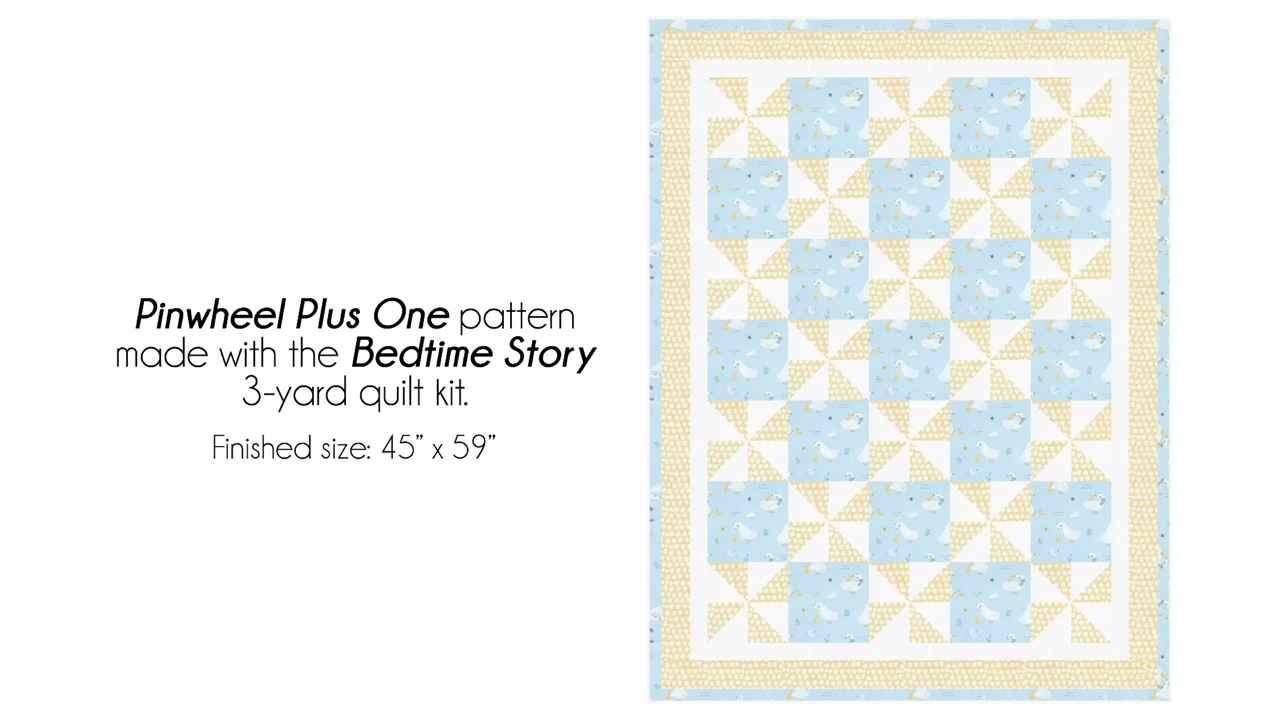 Pinwheel Plus One pattern
made with the Bedtime Story
3-yard quilt kit.
Finished size: 45” x 59”